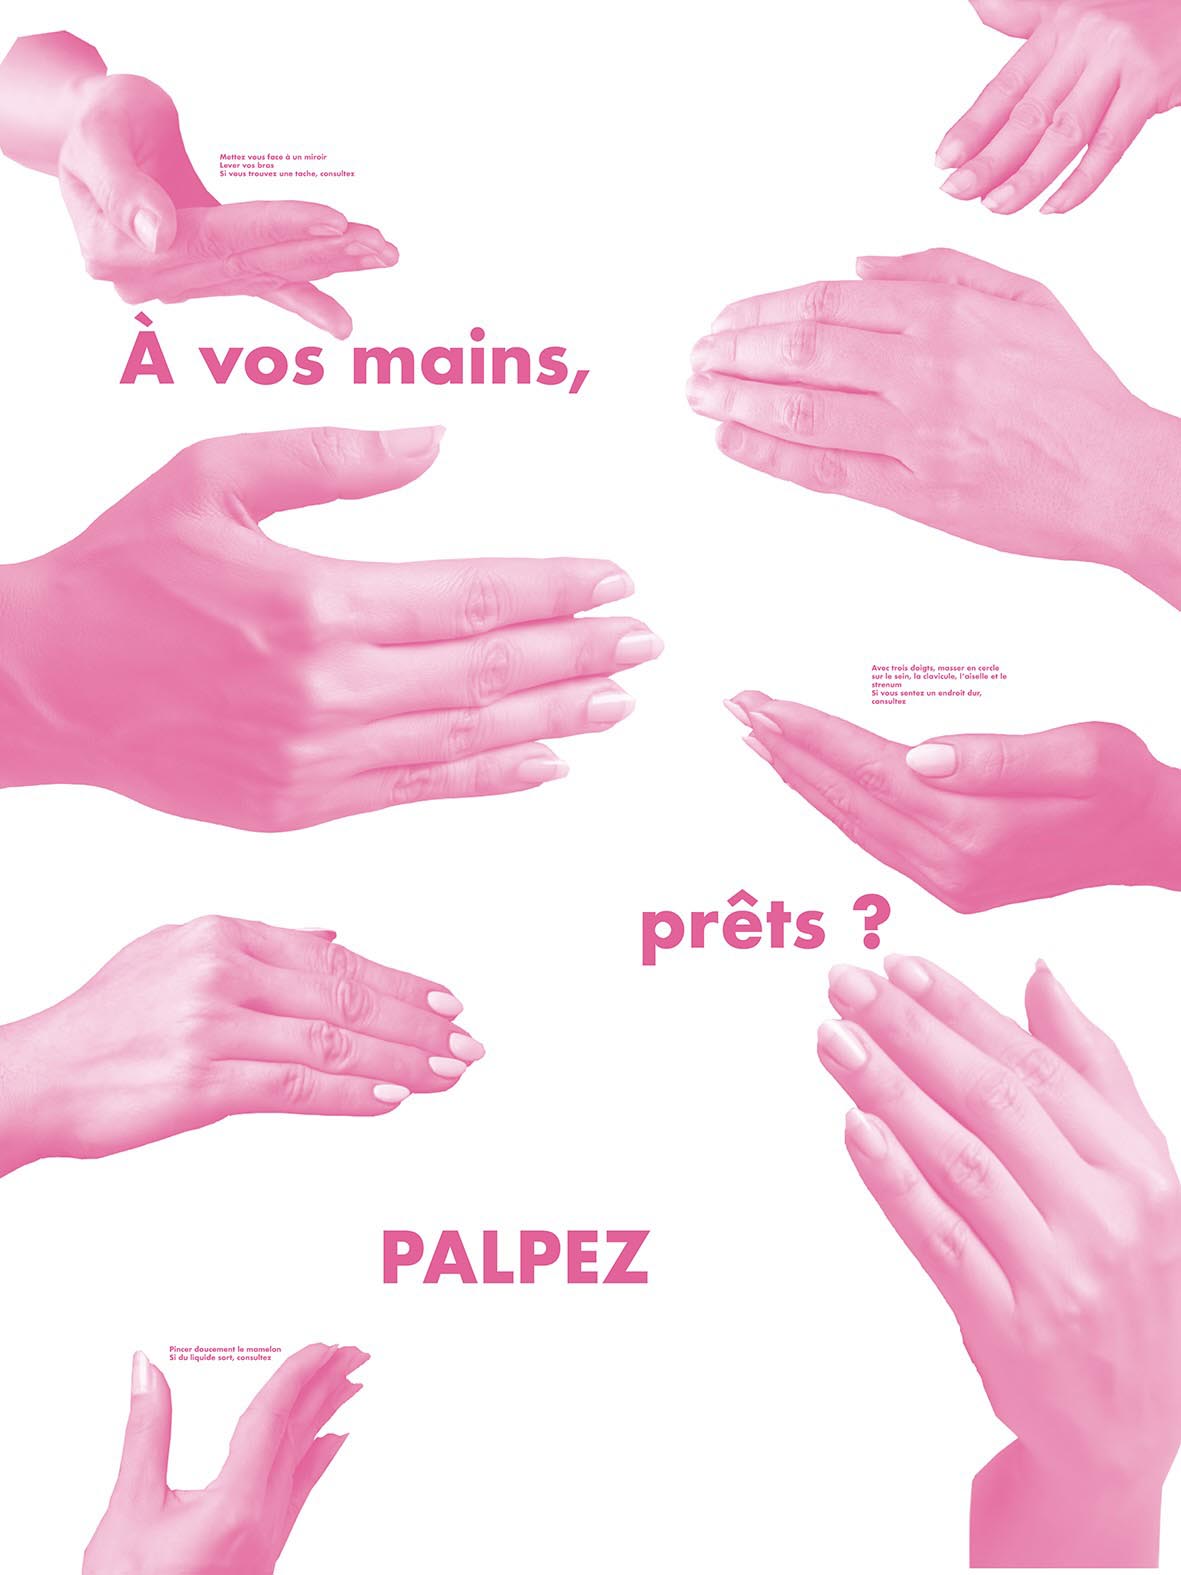 Mettez vous face à un miroir
Lever vos bras
Si vous trouvez une tache, consultez
À vos mains,
Avec trois doigts, masser en cercle
sur le sein, la clavicule, l'aiselle et le
strenum
Si vous sentez un endroit dur,
consultez
prêts ?
PALPEZ
Pincer doucement le mamelon
Si du liquide sort, consultez